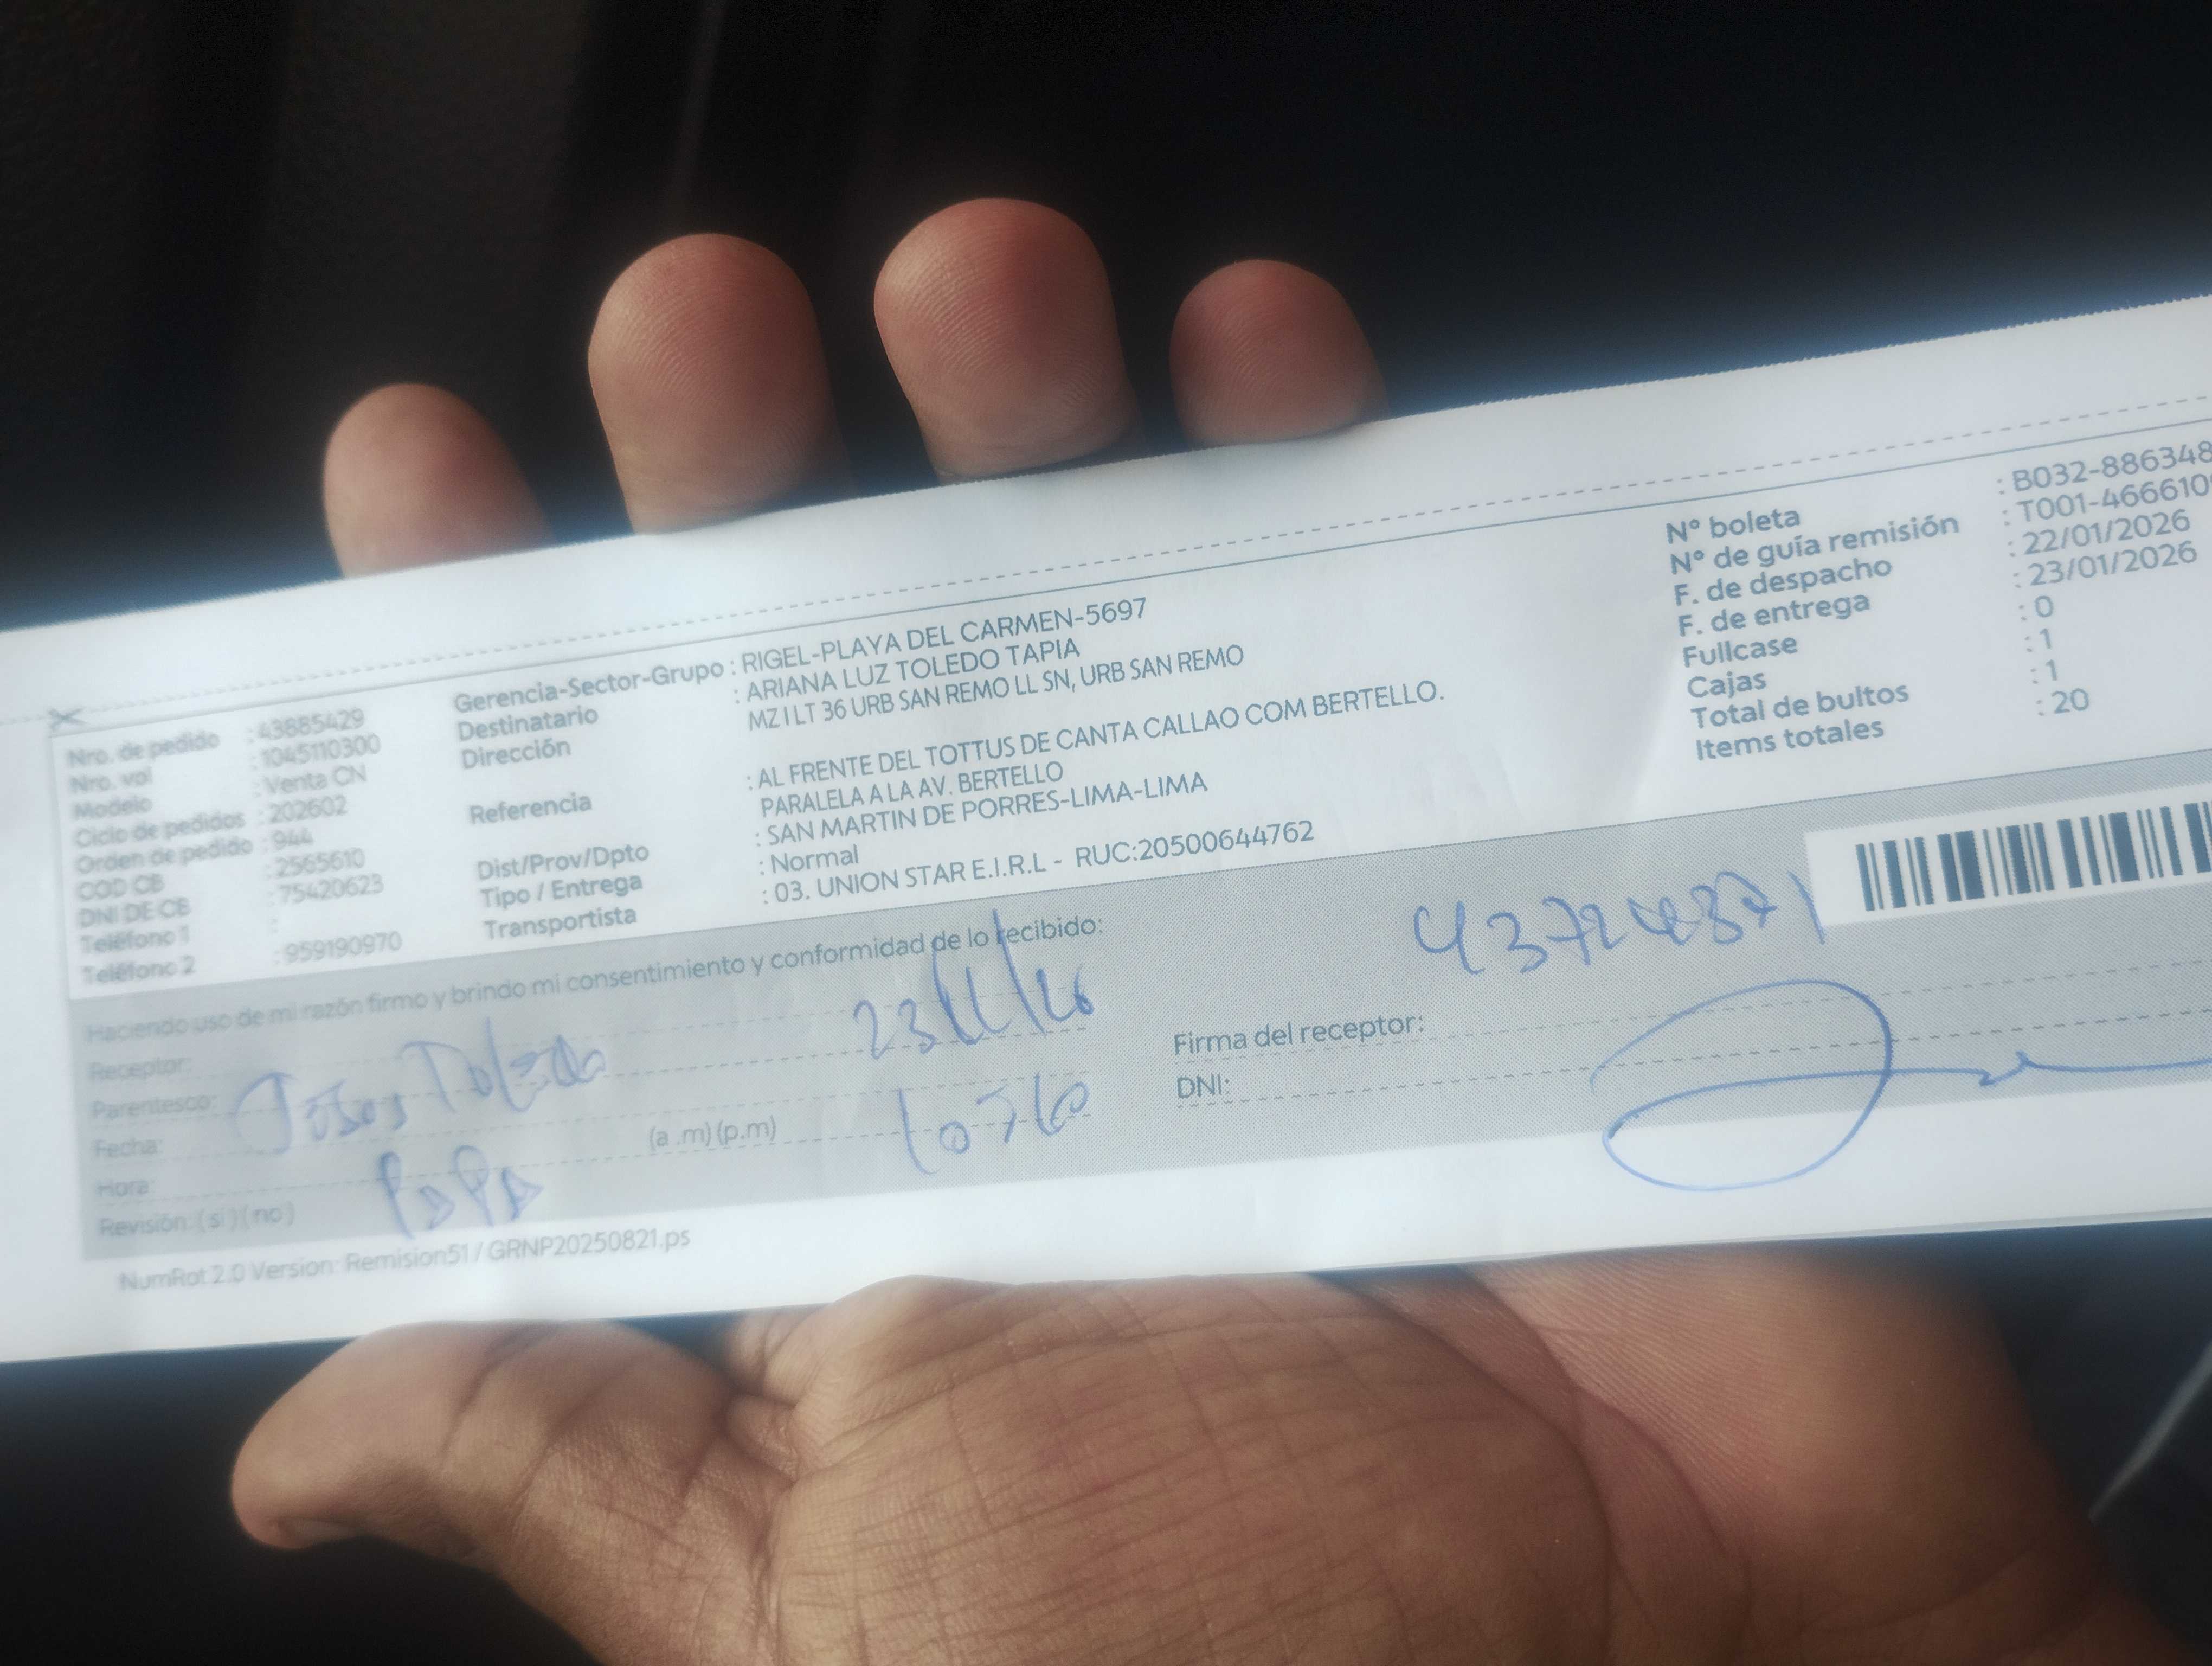 Nro. de pedido : 43885429
Nro. vol : 1045110300
Modelo : Venta CN
Ciclo de pedidos : 202602
Orden de pedido : 944
COD CB : 2565610
DNI DE CB : 75420623
Teléfono 1 :
Teléfono 2 : 959190970
Gerencia-Sector-Grupo : RIGEL-PLAYA DEL CARMEN-5697
Destinatario : ARIANA LUZ TOLEDO TAPIA
Dirección MZ I LT 36 URB SAN REMO LL SN, URB SAN REMO
Referencia : AL FRENTE DEL TOTTUS DE CANTA CALLAO COM BERTELLO.
PARALELA A LA AV. BERTELLO
Dist/Prov/Dpto : SAN MARTIN DE PORRES-LIMA-LIMA
Tipo / Entrega : Normal
Transportista : 03. UNION STAR E.I.R.L - RUC:20500644762
N° boleta : B032-886348
N° de guía remisión : T001-466610
F. de despacho : 22/01/2026
F. de entrega : 23/01/2026
Fullcase : 0
Cajas : 1
Total de bultos : 1
Items totales : 20
Haciendo uso de mi razón firmo y brindo mi consentimiento y conformidad de lo recibido:
Receptor:
Parentesco: Toledo
Fecha:
Hora: (a .m) (p.m)
Revisión: (si) (no) PAPA
Firma del receptor:
DNI:
NumRot 2.0 Version: Remision51 / GRNP20250821.ps